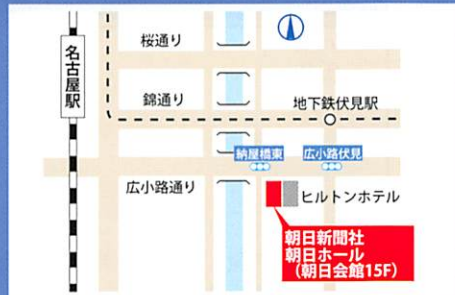 桜通り
名古屋駅
錦通り
地下鉄伏見駅
納屋橋東
広小路伏見
広小路通り
ヒルトンホテル
朝日新聞社
朝日ホール
（朝日会館15F）